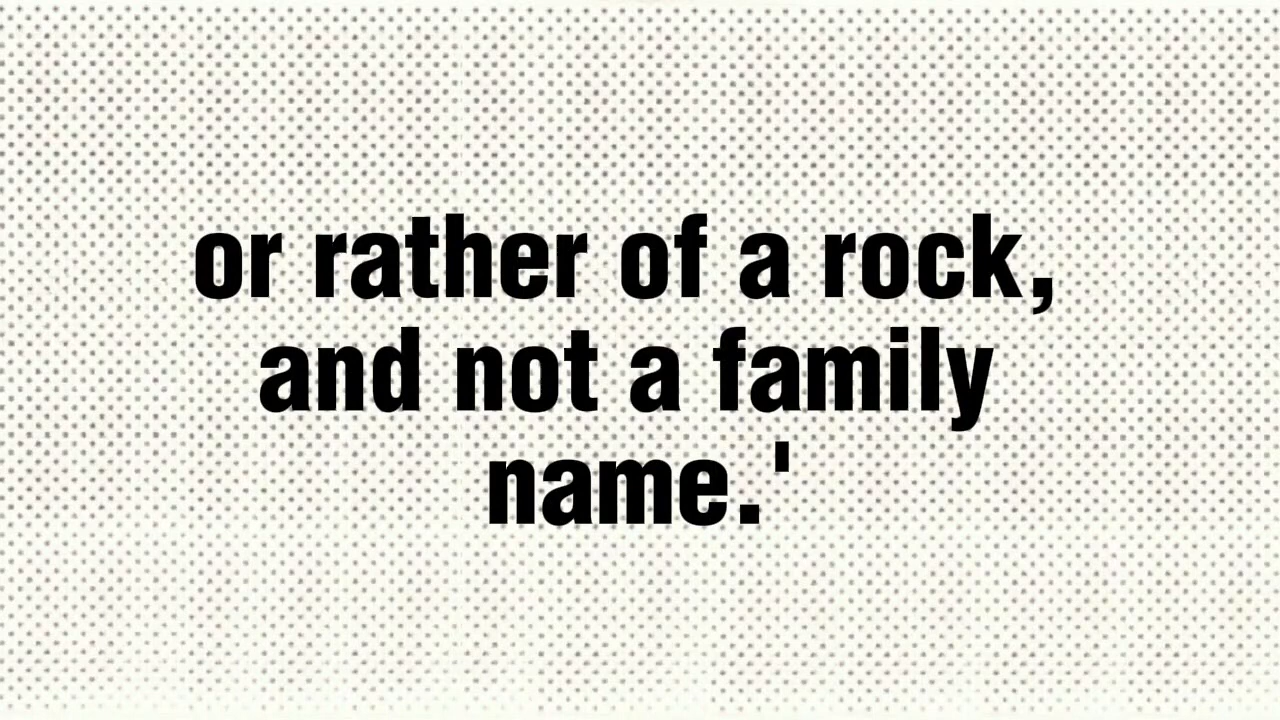 or rather of a rock,
and not a family
name.'